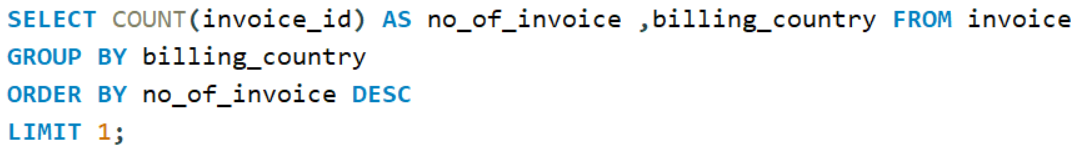 SELECT COUNT(invoice_id) AS no_of_invoice ,billing_country FROM invoice
GROUP BY billing_country
ORDER BY no_of_invoice DESC
LIMIT 1;